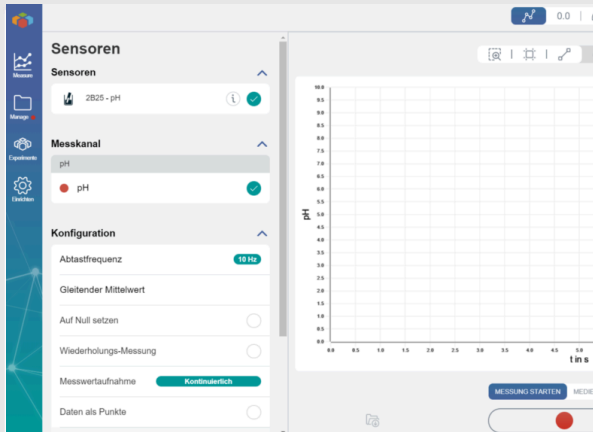 0.0
Sensoren
Sensoren
2B25 - pH
i
Measure
Manage
Messkanal
pH
pH
Experimente
Einrichten
Konfiguration
Abtastfrequenz 10 Hz
Gleitender Mittelwert
Auf Null setzen
Wiederholungs-Messung
Messwertaufnahme Kontinuierlich
Daten als Punkte
10.0
9.5
9.0
8.5
8.0
7.5
7.0
6.5
6.0
5.5
5.0
4.5
4.0
3.5
3.0
2.5
2.0
1.5
1.0
0.5
0.0
pH
0.0 0.5 1.0 1.5 2.0 2.5 3.0 3.5 4.0 4.5 5.0
t in s
MESSUNG STARTEN